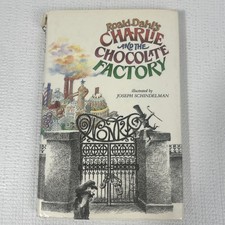 Roald Dahl's
CHARLIE
AND THE
CHOCOLATE
FACTORY
illustrated by
JOSEPH SCHINDELMAN
WONKA